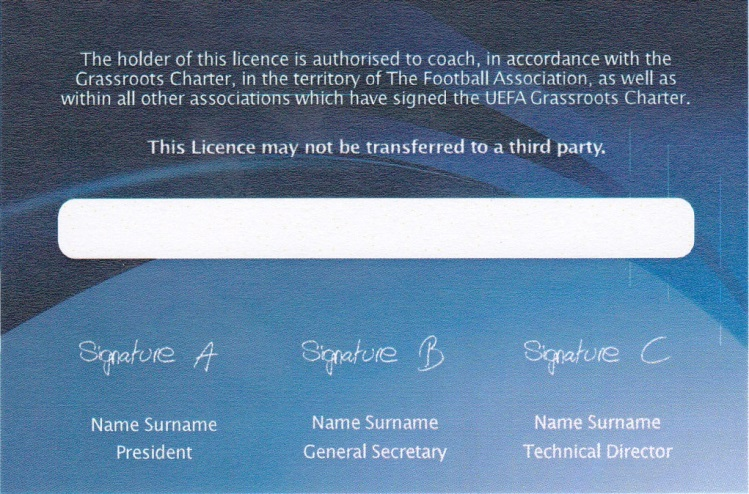 The holder of this licence is authorised to coach, in accordance with the
Grassroots Charter, in the territory of The Football Association, as well as
within all other associations which have signed the UEFA Grassroots Charter.
This Licence may not be transferred to a third party.
Signature A Signature B Signature C
Name Surname Name Surname Name Surname
President General Secretary Technical Director